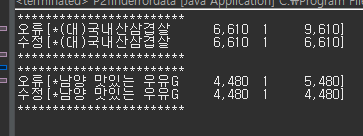 <terminated> P2finderrordata [Java Application] C:\Program Fil
************************
오류[*(대)국내산삼겹살 6,610 1 9,610]
수정[*(대)국내산삼겹살 6,610 1 6,610]
************************
************************
오류[*남양 맛있는 우유G 4,480 1 5,480]
수정[*남양 맛있는 우유G 4,480 1 4,480]
************************